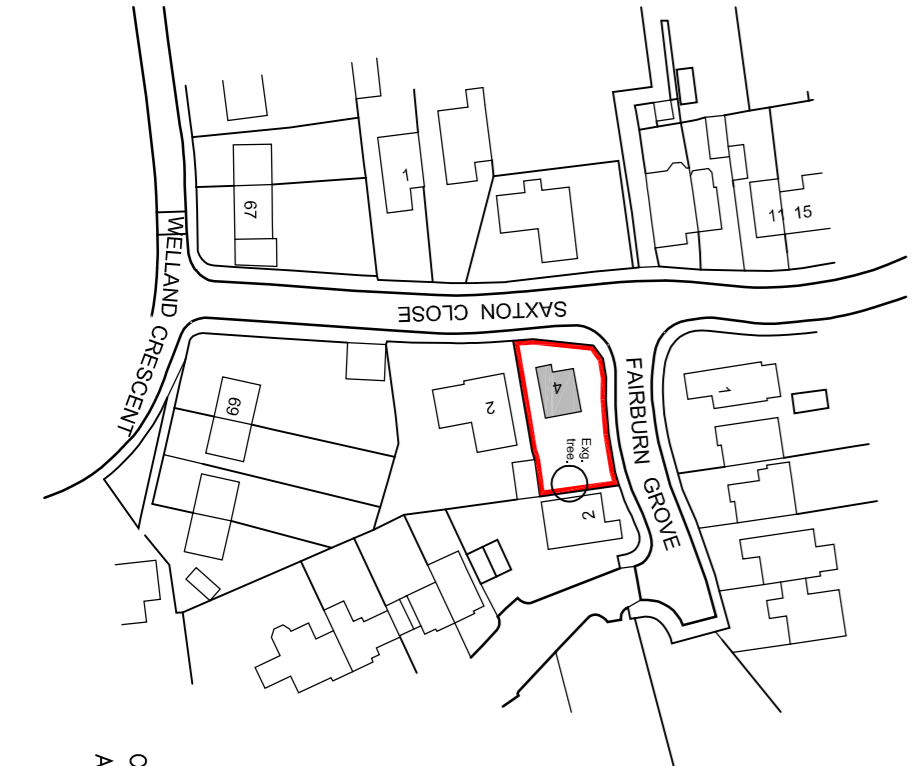 67
1
11
15
WELLAND CRESCENT
SAXTON CLOSE
FAIRBURN GROVE
4
1
69
2
Exg.
tree.
2
O
A